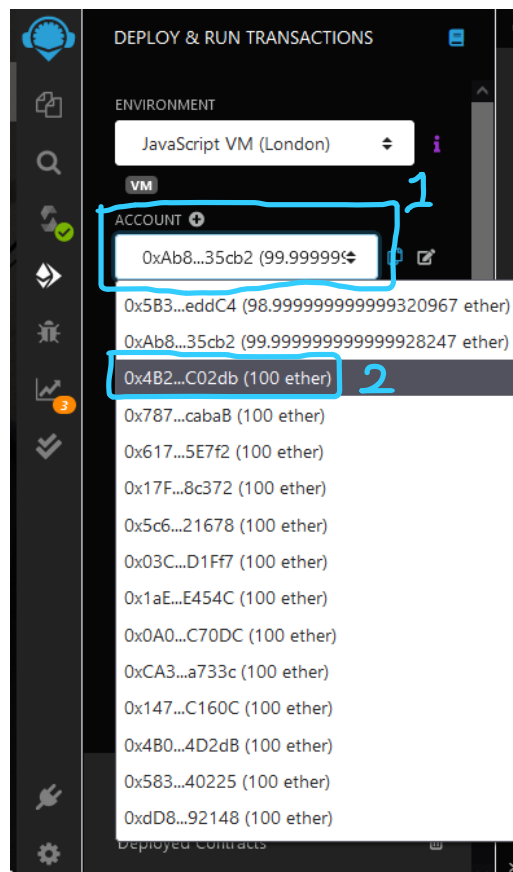 DEPLOY & RUN TRANSACTIONS
ENVIRONMENT
JavaScript VM (London)
VM
1
ACCOUNT
0xAb8...35cb2 (99.99999
0x5B3...eddC4 (98.999999999999320967 ether)
0xAb8...35cb2 (99.999999999999928247 ether)
0x4B2...C02db (100 ether)
2
0x787...cabaB (100 ether)
3
0x617...5E7f2 (100 ether)
0x17F...8c372 (100 ether)
0x5c6...21678 (100 ether)
0x03C...D1Ff7 (100 ether)
0x1aE...E454C (100 ether)
0x0A0...C70DC (100 ether)
0xCA3...a733c (100 ether)
0x147...C160C (100 ether)
0x4B0...4D2dB (100 ether)
0x583...40225 (100 ether)
0xdD8...92148 (100 ether)
Deployed Contracts